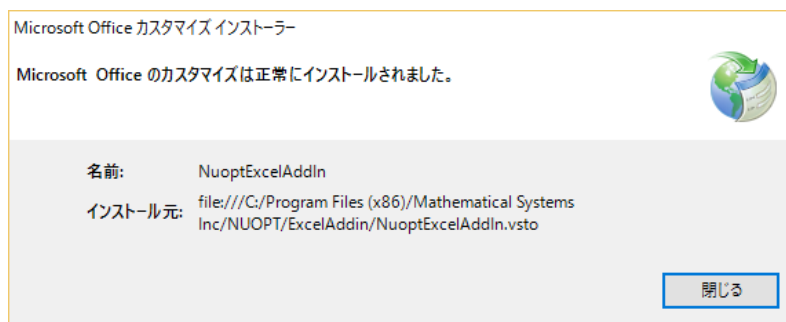 Microsoft Office カスタマイズ インストーラー
Microsoft Office のカスタマイズは正常にインストールされました。
名前: NuoptExcelAddIn
インストール元: file:///C:/Program Files (x86)/Mathematical Systems
Inc/NUOPT/ExcelAddin/NuoptExcelAddIn.vsto
閉じる